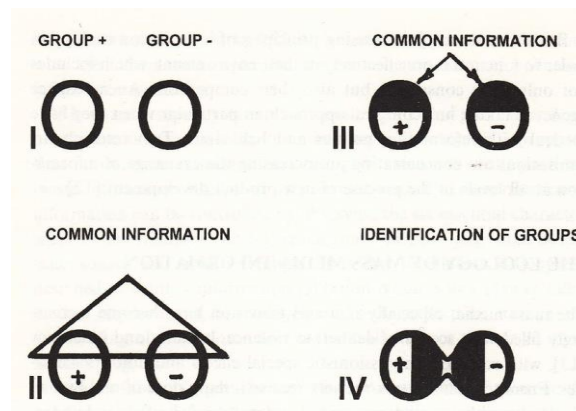 GROUP + GROUP -
I
COMMON INFORMATION
III
+ -
COMMON INFORMATION
II
+ -
IDENTIFICATION OF GROUPS
IV
+ -